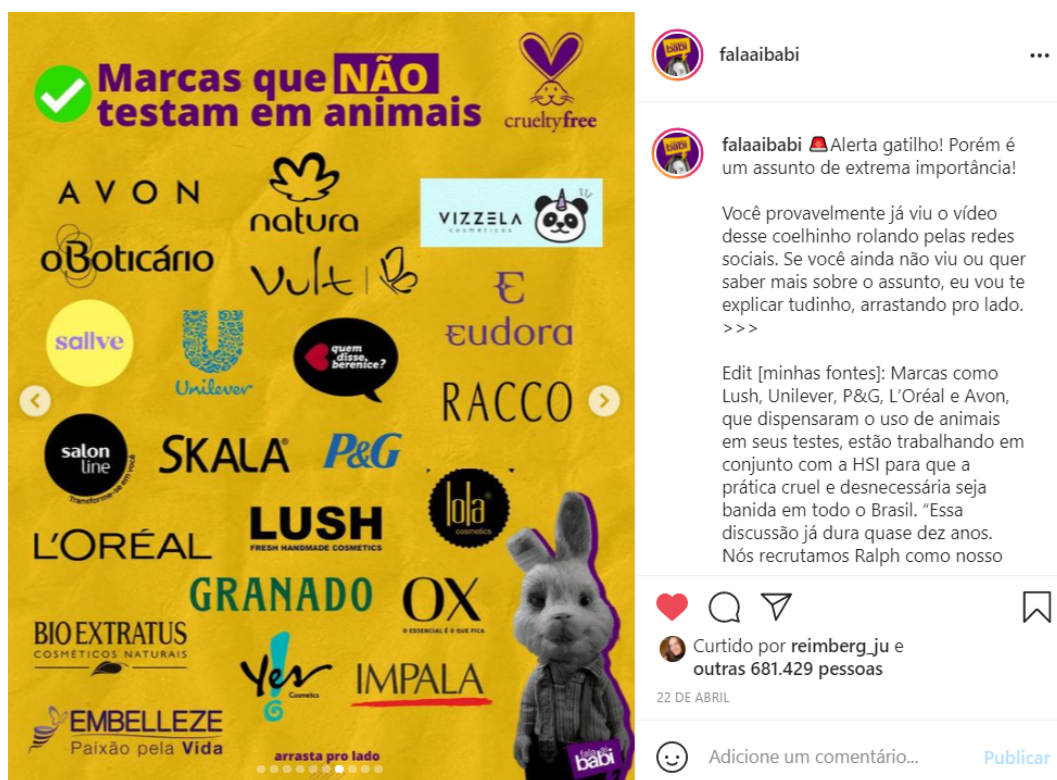 Marcas que NÃO
testam em animais
crueltyfree
AVON
natura
VIZZELA
cosméticos
oBoticário
Vult
Eudora
sallve
Unilever
quem
disse,
berenice?
RACCO
salon
line
Transforme-se em você
SKALA®
P&G
lola®
cosmetics
L'ORÉAL
LUSH
FRESH HANDMADE COSMETICS
GRANADO
OX
O ESSENCIAL É O QUE FICA
BIO EXTRATUS
COSMÉTICOS NATURAIS
Yes!
Cosmetics
IMPALA
EMBELLEZE
Paixão pela Vida
arrasta pro lado
fala aí
babi
falaaibabi
falaaibabi 🚨Alerta gatilho! Porém é
um assunto de extrema importância!
Você provavelmente já viu o vídeo
desse coelhinho rolando pelas redes
sociais. Se você ainda não viu ou quer
saber mais sobre o assunto, eu vou te
explicar tudinho, arrastando pro lado.
>>>
Edit [minhas fontes]: Marcas como
Lush, Unilever, P&G, L'Oréal e Avon,
que dispensaram o uso de animais
em seus testes, estão trabalhando em
conjunto com a HSI para que a
prática cruel e desnecessária seja
banida em todo o Brasil. “Essa
discussão já dura quase dez anos.
Nós recrutamos Ralph como nosso
Curtido por reimberg_ju e
outras 681.429 pessoas
22 DE ABRIL
Adicione um comentário...
Publicar